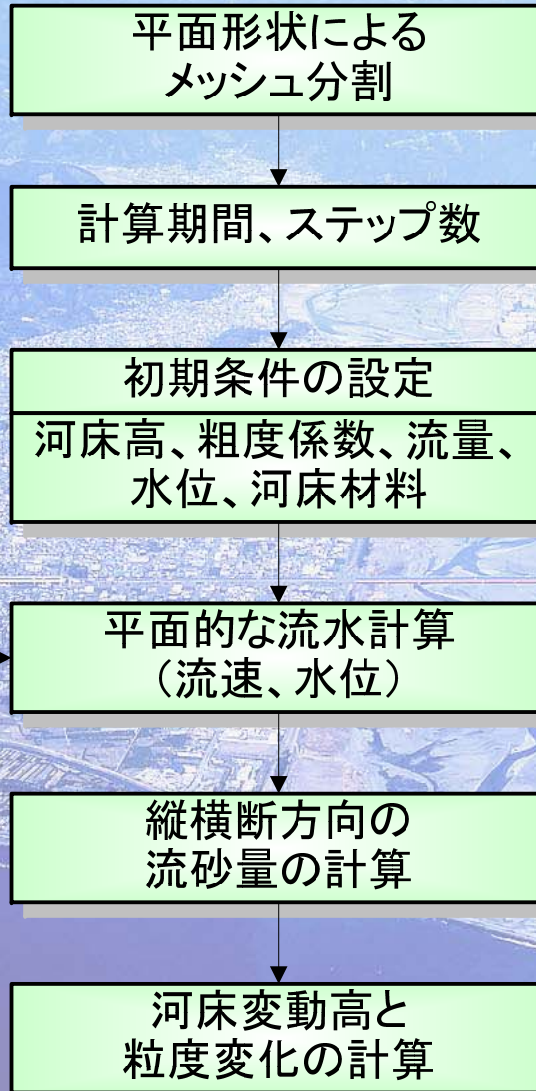 平面形状による
メッシュ分割
計算期間、ステップ数
初期条件の設定
河床高、粗度係数、流量、
水位、河床材料
平面的な流水計算
（流速、水位）
縦横断方向の
流砂量の計算
河床変動高と
粒度変化の計算